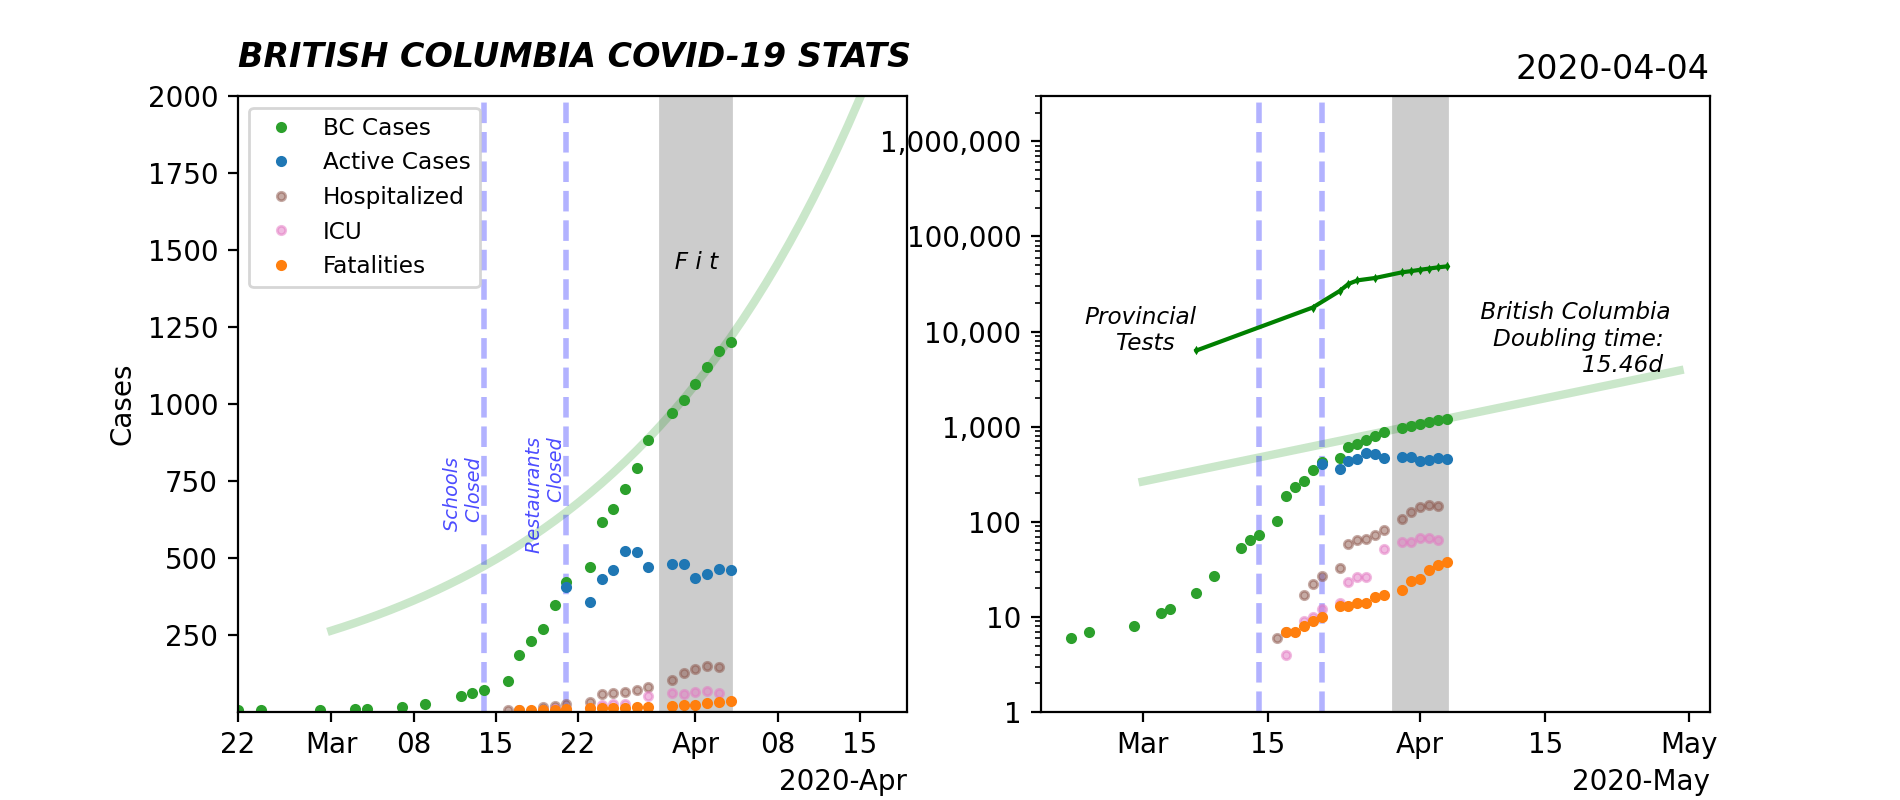 BRITISH COLUMBIA COVID-19 STATS
2020-04-04
2000
1750
1500
1250
1000
750
500
250
Cases
BC Cases
Active Cases
Hospitalized
ICU
Fatalities
F i t
Schools
Closed
Restaurants
Closed
22
Mar
08
15
22
Apr
08
15
2020-Apr
1,000,000
100,000
10,000
1,000
100
10
1
Provincial
Tests
British Columbia
Doubling time:
15.46d
Mar
15
Apr
15
May
2020-May